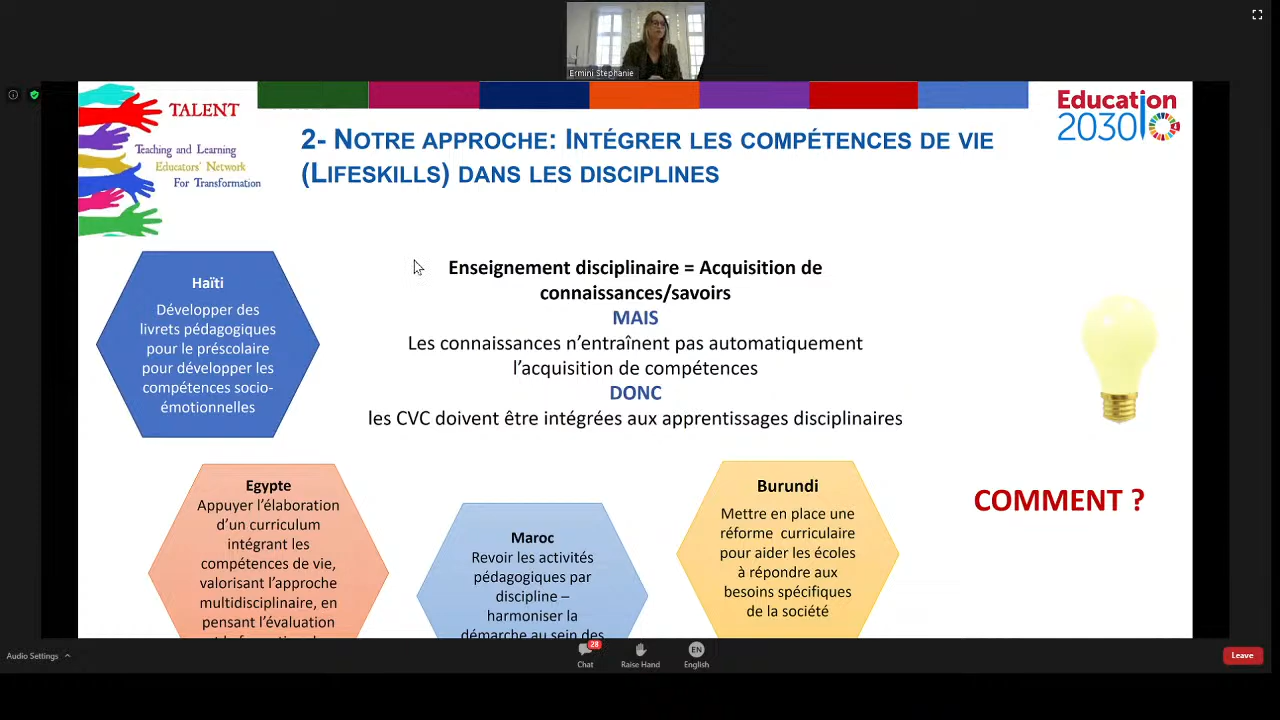 Ermini Stephanie
TALENT
Teaching and Learning
Educators' Network
For Transformation
Education
2030
2- NOTRE APPROCHE: INTÉGRER LES COMPÉTENCES DE VIE
(LIFESKILLS) DANS LES DISCIPLINES
Haïti
Développer des
livrets pédagogiques
pour le préscolaire
pour développer les
compétences socio-
émotionnelles
Enseignement disciplinaire = Acquisition de
connaissances/savoirs
MAIS
Les connaissances n'entraînent pas automatiquement
l'acquisition de compétences
DONC
les CVC doivent être intégrées aux apprentissages disciplinaires
COMMENT ?
Egypte
Appuyer l'élaboration
d'un curriculum
intégrant les
compétences de vie,
valorisant l'approche
multidisciplinaire, en
pensant l'évaluation
Maroc
Revoir les activités
pédagogiques par
discipline –
harmoniser la
démarche au sein des
Burundi
Mettre en place une
réforme curriculaire
pour aider les écoles
à répondre aux
besoins spécifiques
de la société
Audio Settings
28
Chat
Raise Hand
EN
English
Leave